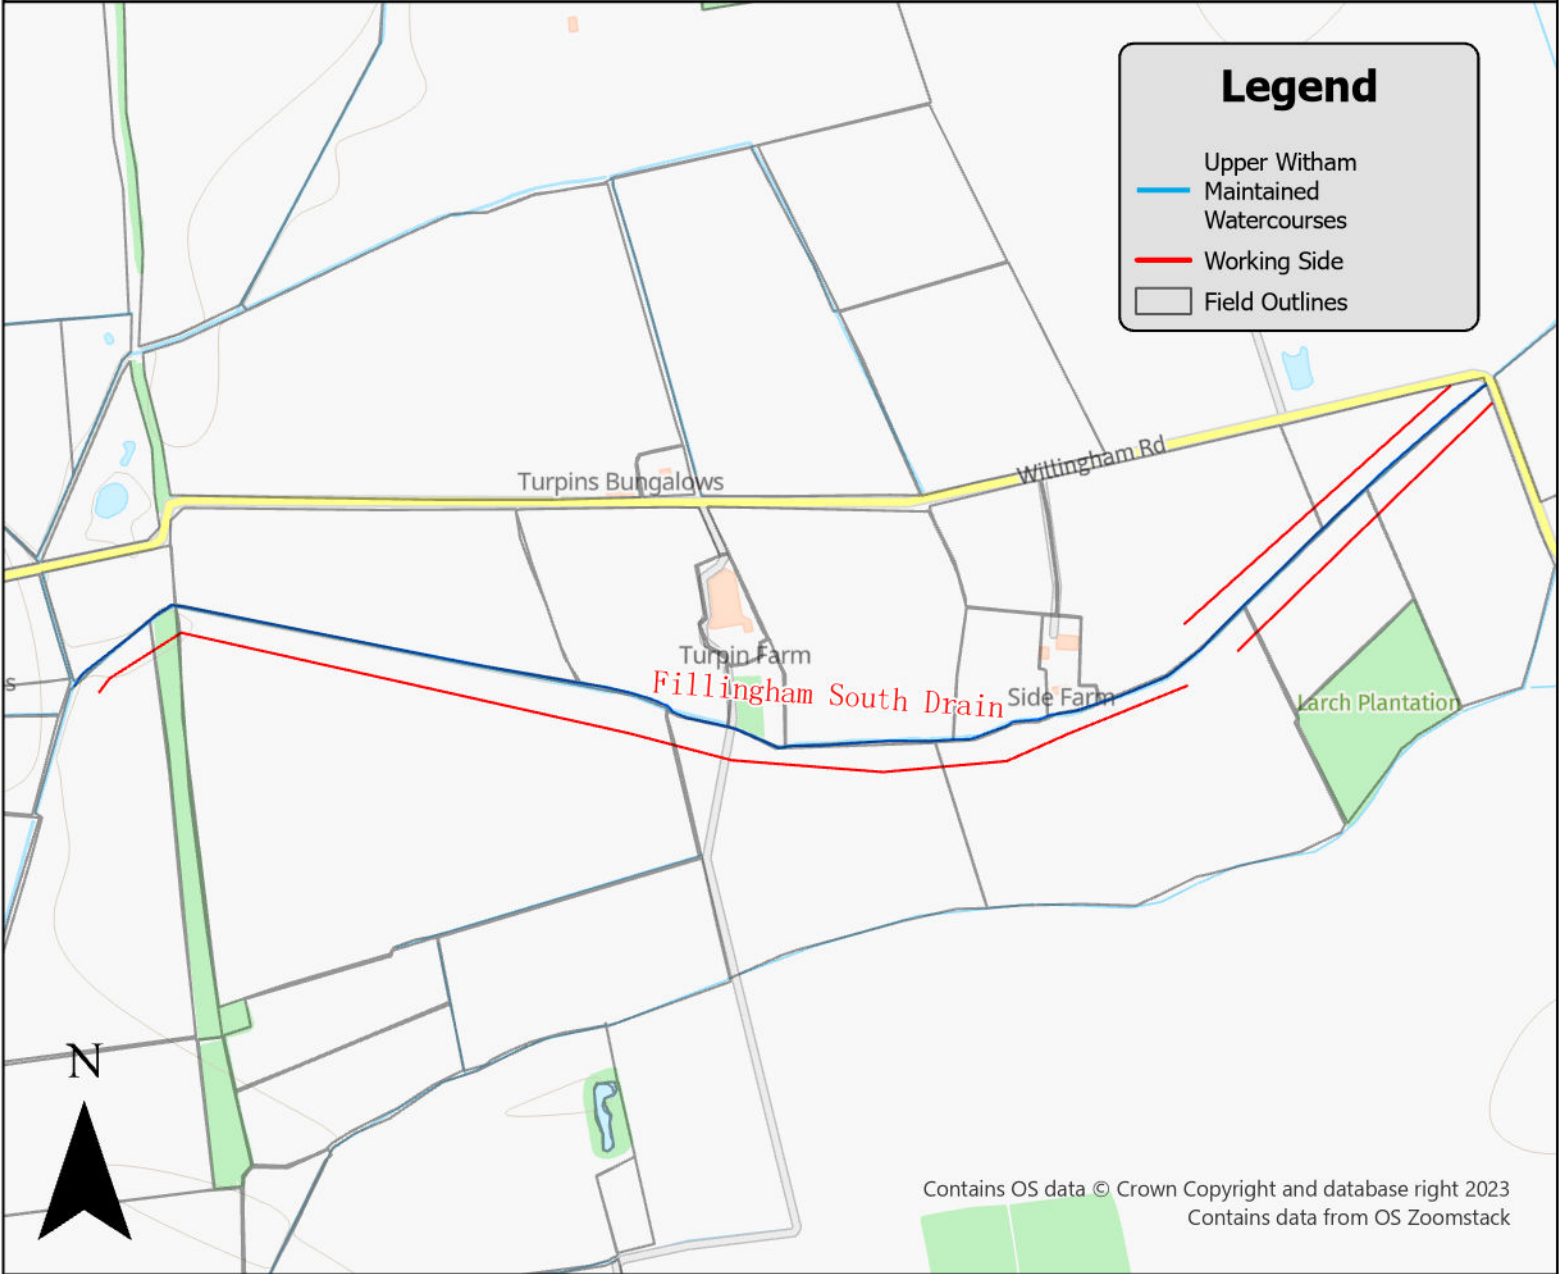 Legend
Upper Witham
Maintained
Watercourses
Working Side
Field Outlines
Willingham Rd
Turpins Bungalows
Turpin Farm
Fillingham South Drain
Side Farm
Larch Plantation
s
N
Contains OS data © Crown Copyright and database right 2023
Contains data from OS Zoomstack